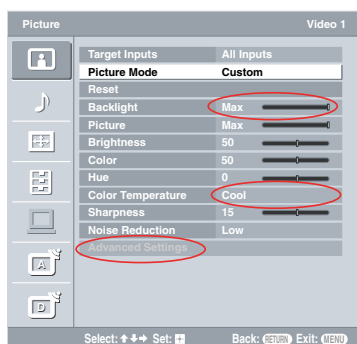 Picture Video 1
Target Inputs All Inputs
Picture Mode Custom
Reset
Backlight Max
Picture Max
Brightness 50
Color 50
Hue 0
Color Temperature Cool
Sharpness 15
Noise Reduction Low
Advanced Settings
A
D
Select: Set: Back: RETURN Exit: MENU